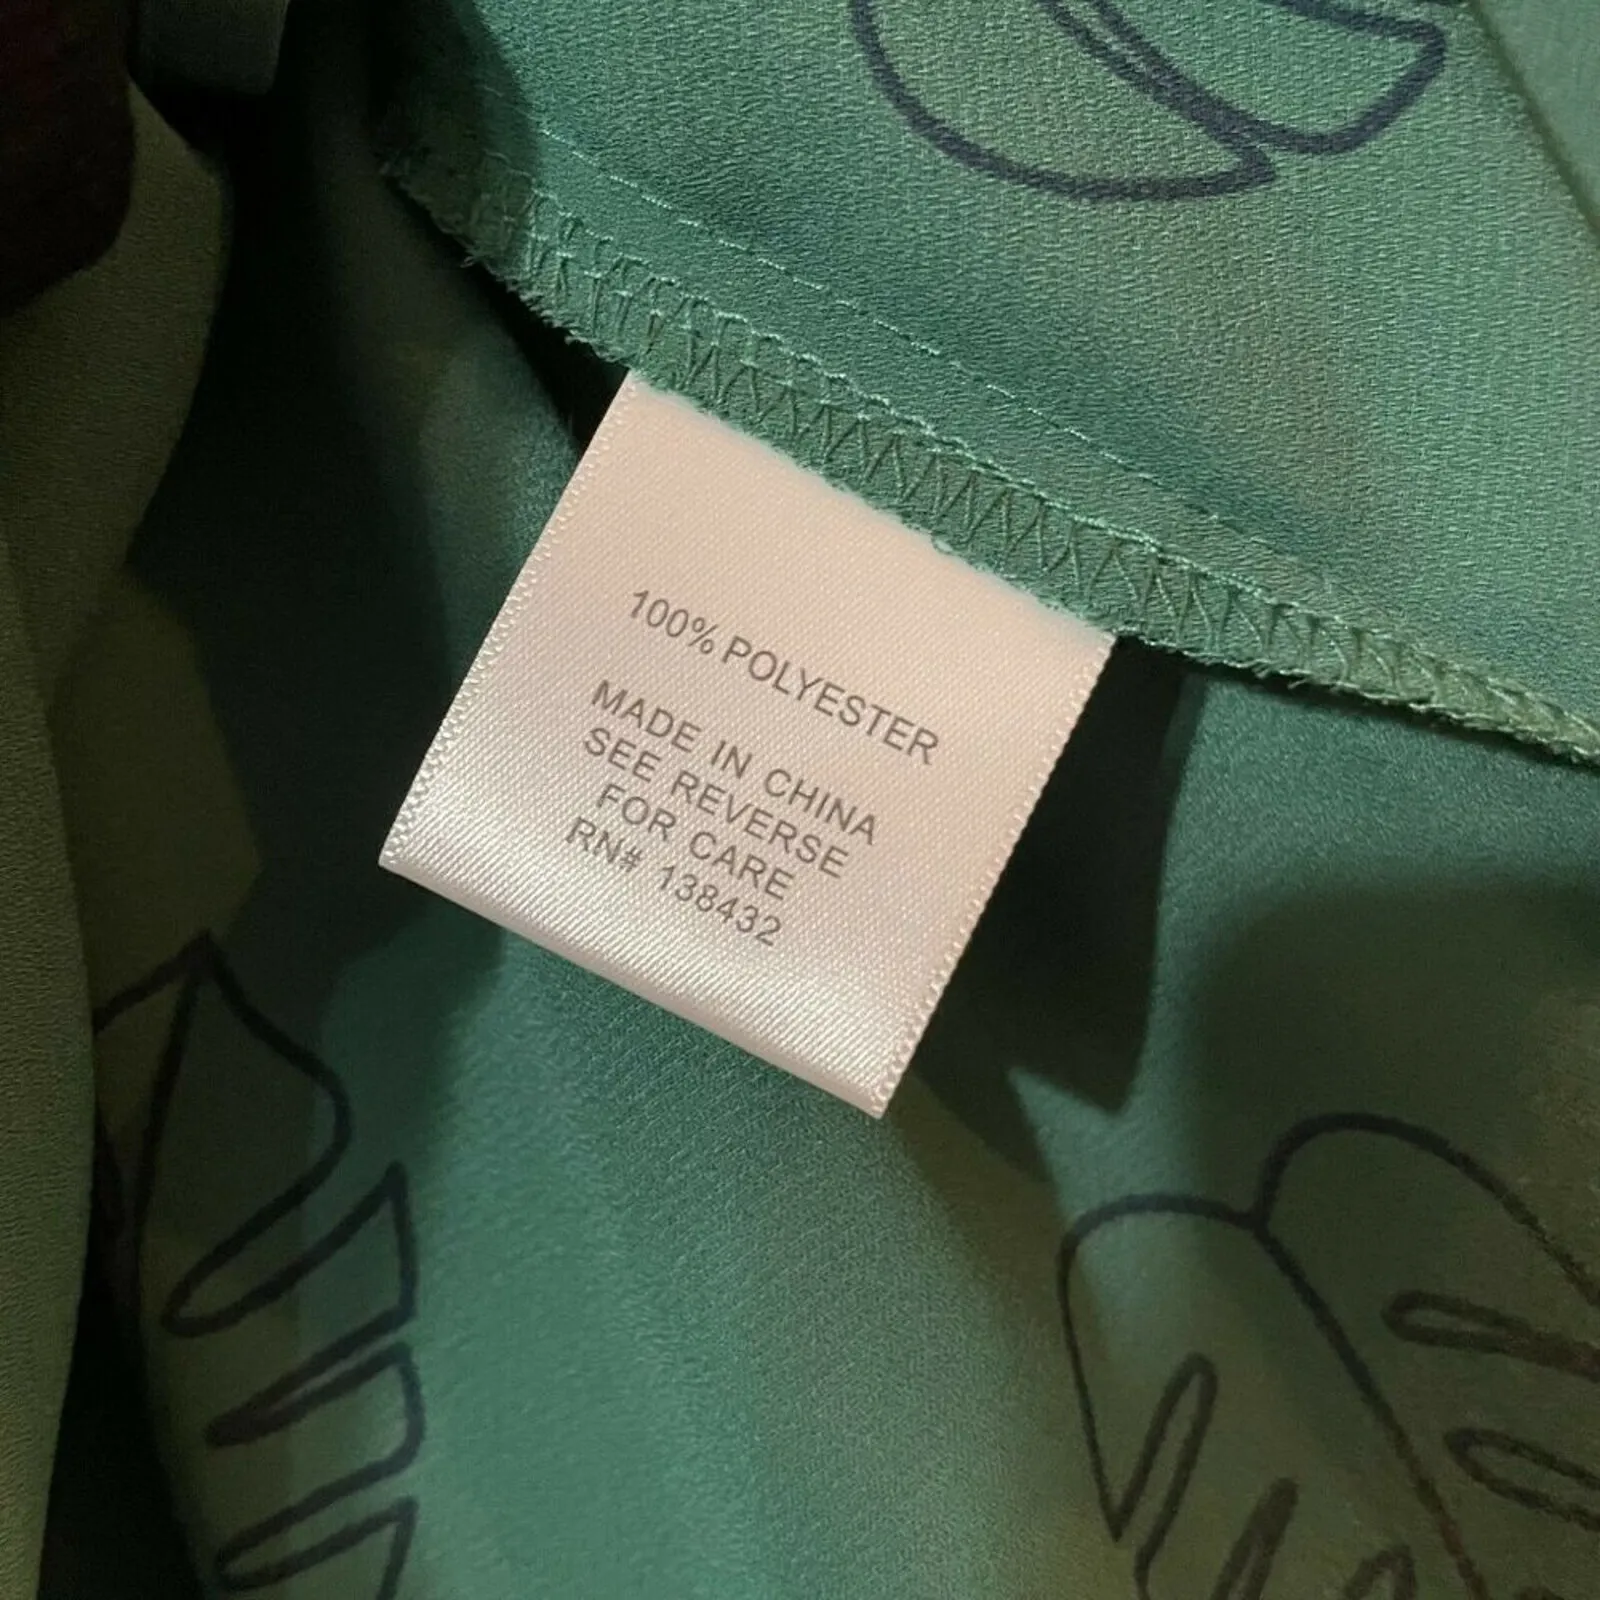 100% POLYESTER
MADE IN CHINA
SEE REVERSE
FOR CARE
RN# 138432